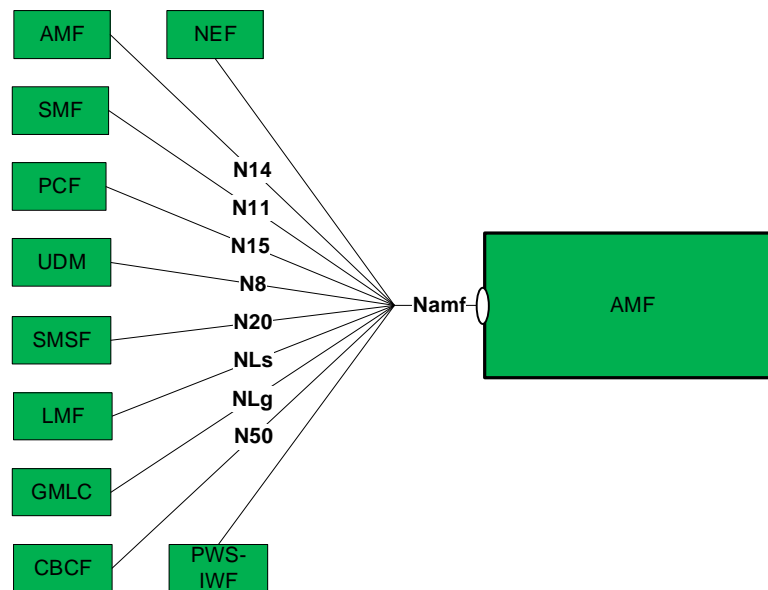 AMF
NEF
SMF
PCF
UDM
SMSF
LMF
GMLC
CBCF
PWS-
IWF
N14
N11
N15
N8
N20
NLs
NLg
N50
Namf
AMF